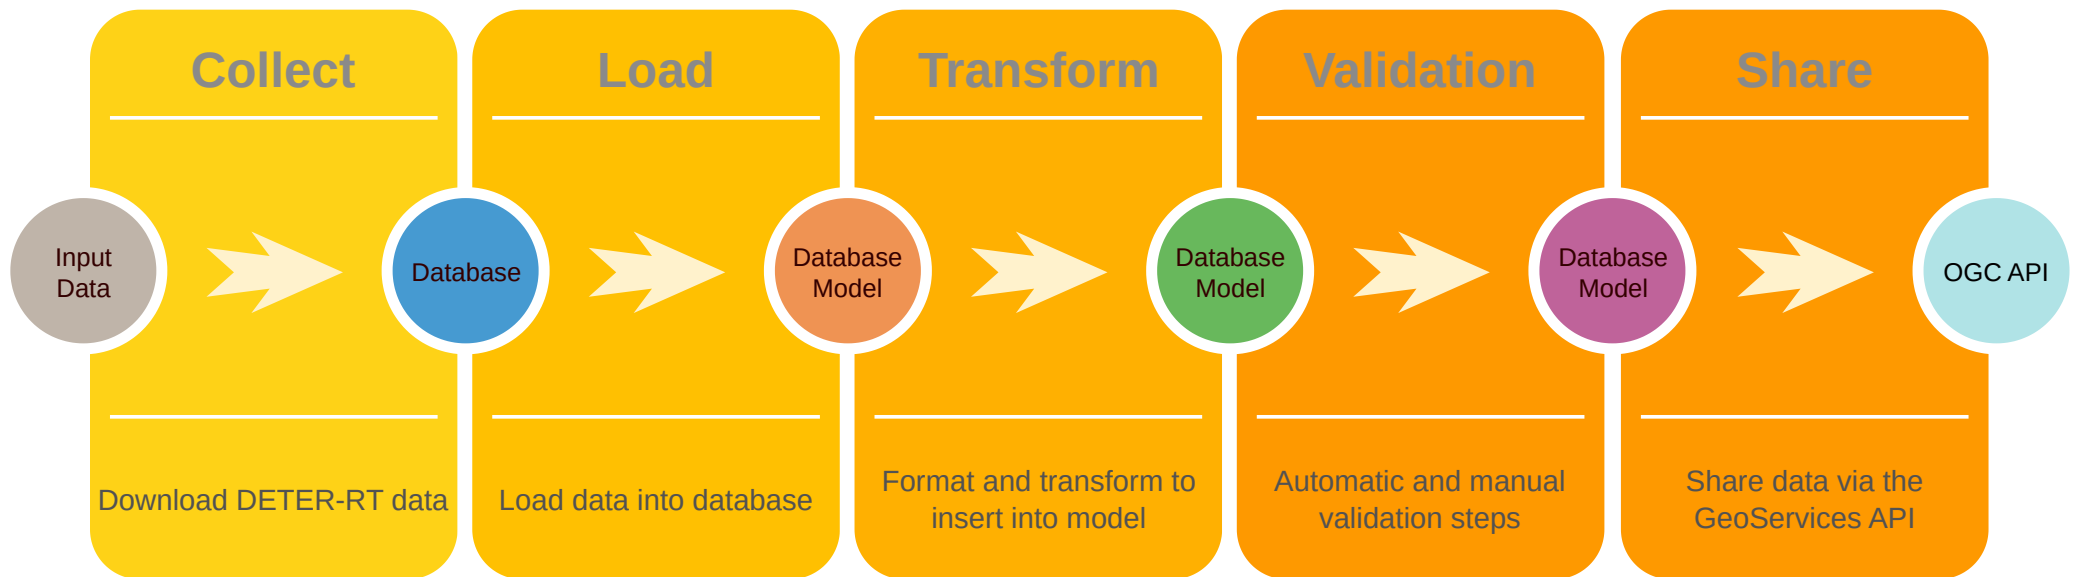 Collect
Load
Transform
Validation
Share
Input
Data
Database
Database
Model
Database
Model
Database
Model
OGC API
Download DETER-RT data
Load data into database
Format and transform to
insert into model
Automatic and manual
validation steps
Share data via the
GeoServices API